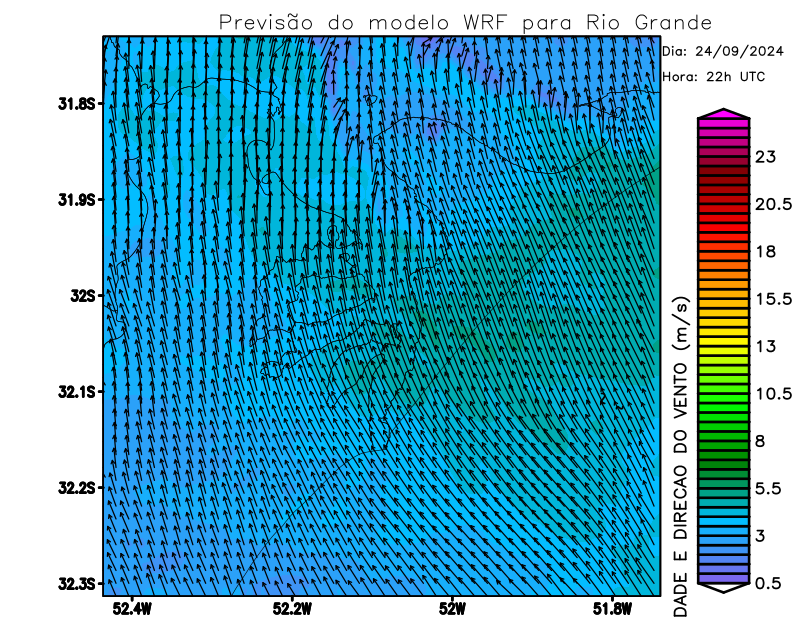 Previsão do modelo WRF para Rio Grande
Dia: 24/09/2024
Hora: 22h UTC
31.8S
31.9S
32S
32.1S
32.2S
32.3S
52.4W
52.2W
52W
51.8W
DADE E DIRECAO DO VENTO (m/s)
23
20.5
18
15.5
13
10.5
8
5.5
3
0.5